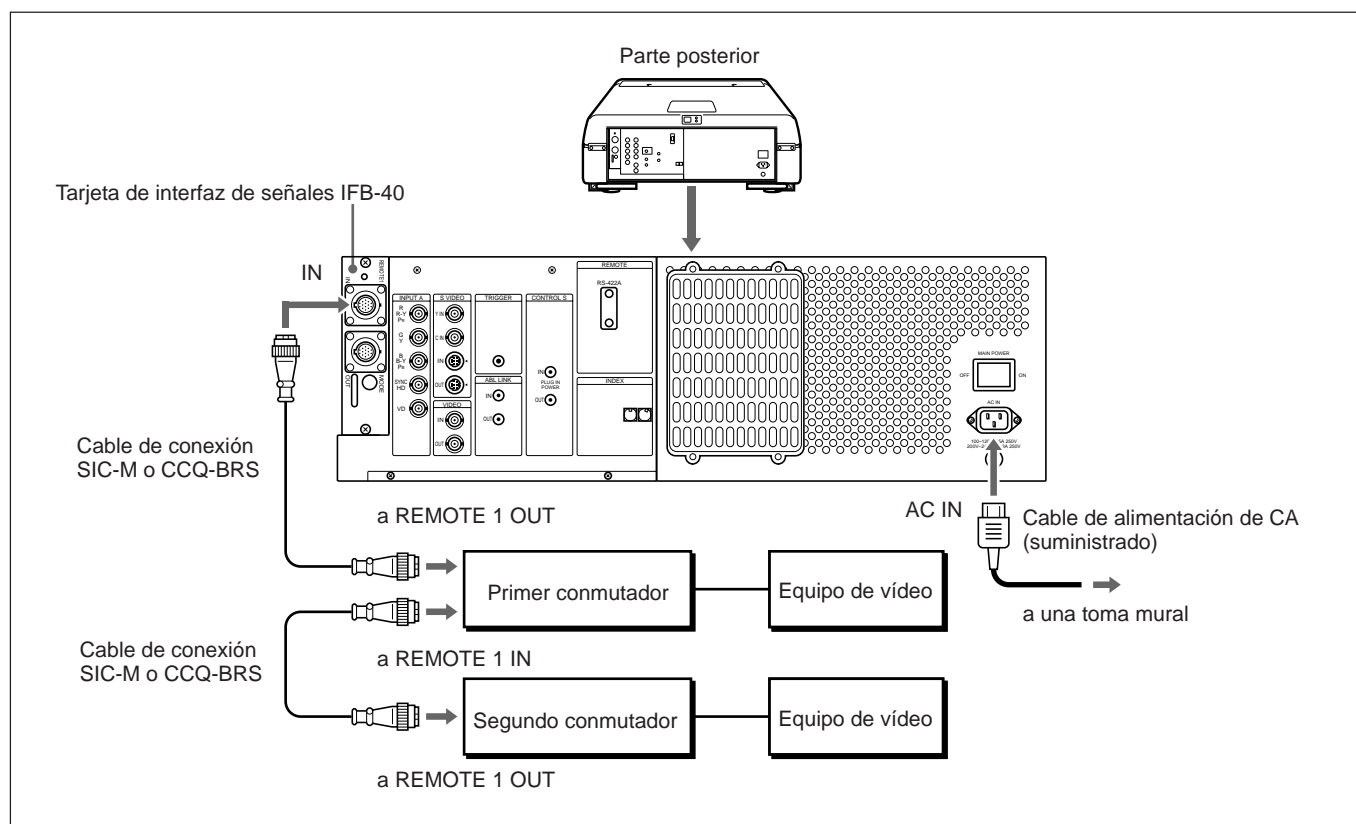 Parte posterior
Tarjeta de interfaz de señales IFB-40
IN
REMOTE1
IN
OUT
MODE
INPUT A
R
R-Y
G
Y
B
B-Y
SYNC
HD
VD
S VIDEO
Y IN
C IN
IN
OUT
VIDEO
IN
OUT
TRIGGER
ABL LINK
IN
OUT
CONTROL S
IN
PLUG IN
POWER
OUT
REMOTE
RS-422A
INDEX
MAIN POWER
OFF
ON
AC IN
Cable de conexión
SIC-M o CCQ-BRS
a REMOTE 1 OUT
AC IN
Cable de alimentación de CA
(suministrado)
a una toma mural
Primer conmutador
Equipo de vídeo
a REMOTE 1 IN
Cable de conexión
SIC-M o CCQ-BRS
Segundo conmutador
Equipo de vídeo
a REMOTE 1 OUT